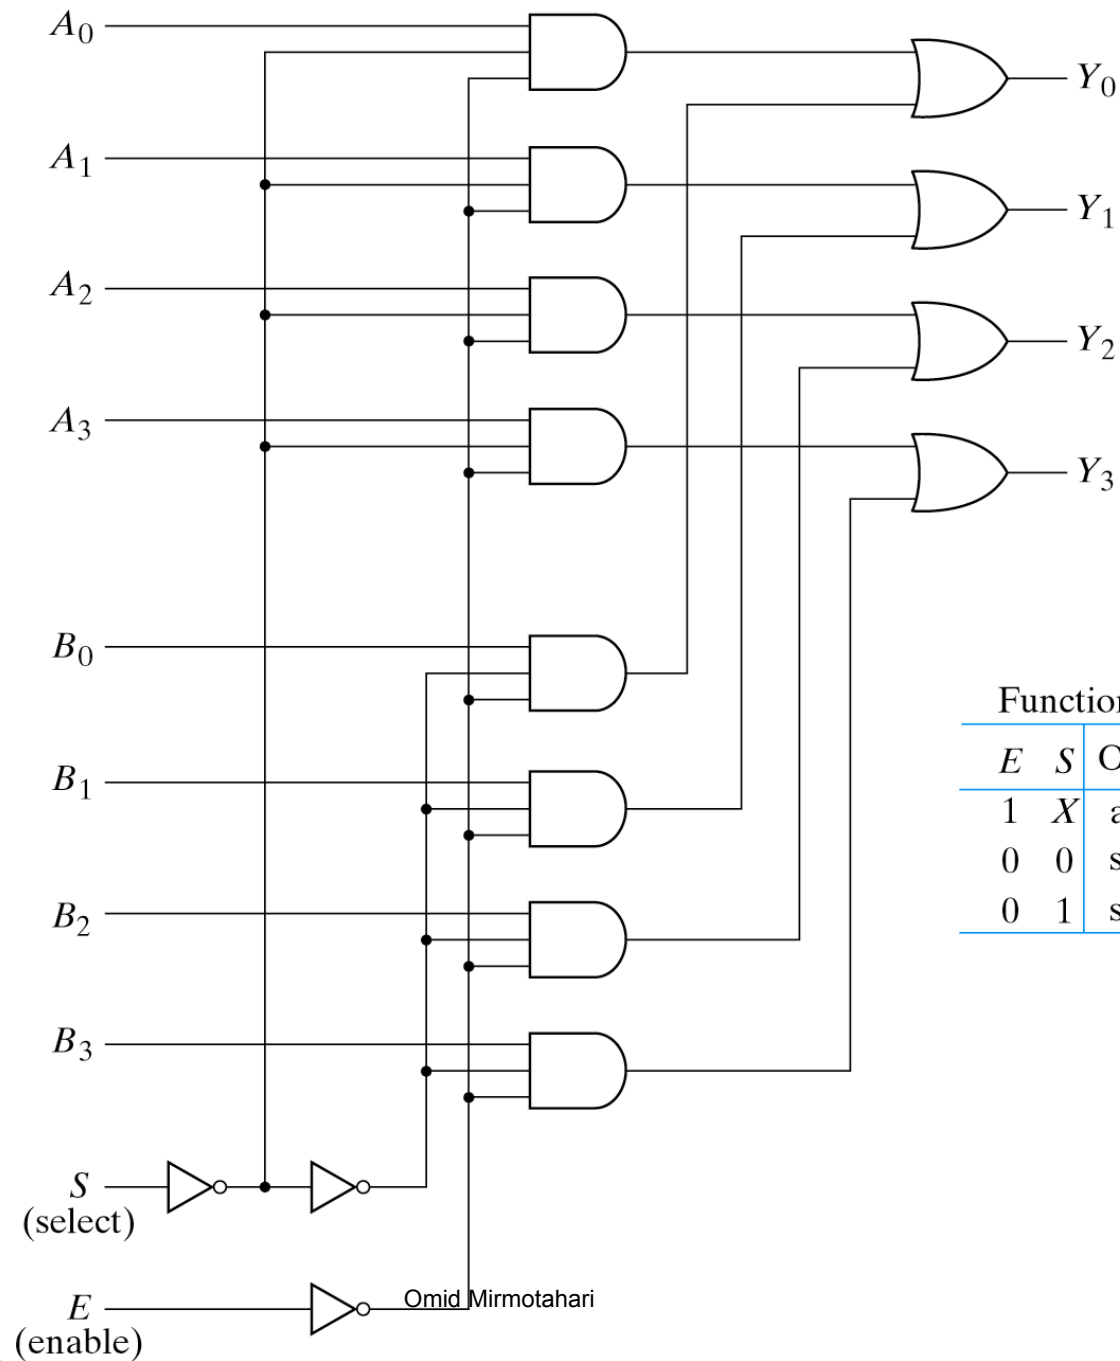 A0
Y0
A1
Y1
A2
Y2
A3
Y3
B0
B1
B2
B3
S
(select)
E
(enable)
Omid Mirmotahari
E S
1 X
0 0
0 1